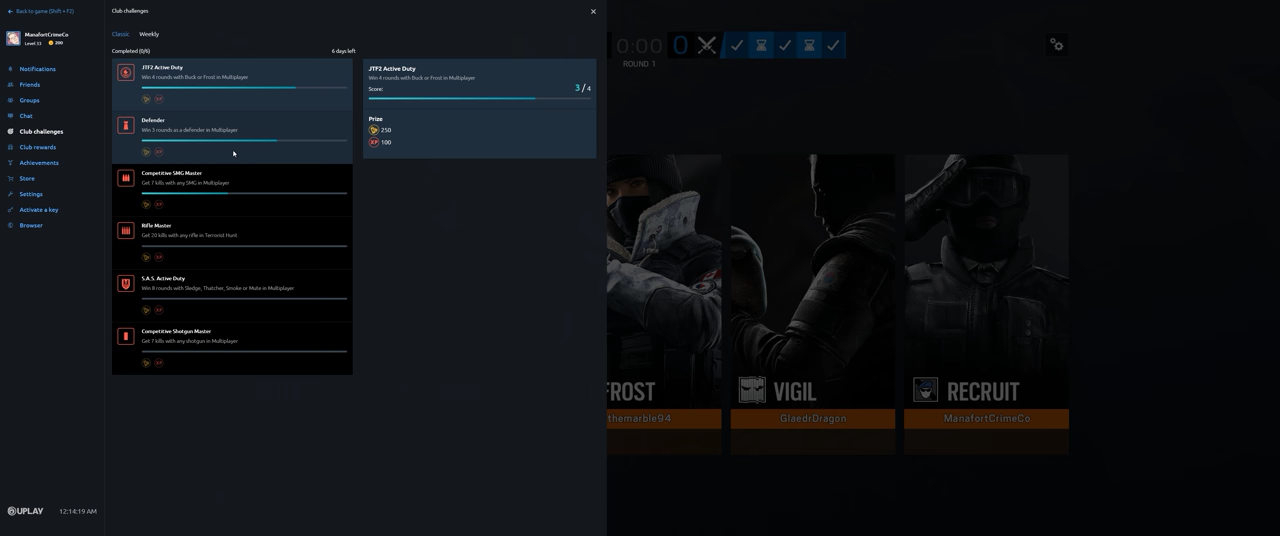 Back to game (Shift + F2)
ManafortCrimeCo
Level 33 200
Notifications
Friends
Groups
Chat
Club challenges
Club rewards
Achievements
Store
Settings
Activate a key
Browser
UPLAY 12:14:19 AM
Club challenges
Classic Weekly
Completed (0/6) 6 days left
JTF2 Active Duty
Win 4 rounds with Buck or Frost in Multiplayer
XP
Defender
Win 3 rounds as a defender in Multiplayer
XP
Competitive SMG Master
Get 7 kills with any SMG in Multiplayer
XP
Rifle Master
Get 20 kills with any rifle in Terrorist Hunt
XP
S.A.S. Active Duty
Win 8 rounds with Sledge, Thatcher, Smoke or Mute in Multiplayer
XP
Competitive Shotgun Master
Get 7 kills with any shotgun in Multiplayer
XP
JTF2 Active Duty
Win 4 rounds with Buck or Frost in Multiplayer
Score: 3 / 4
Prize
250
XP 100
0:00 0
ROUND 1
FROST
themarble94
VIGIL
GlaedrDragon
RECRUIT
ManafortCrimeCo